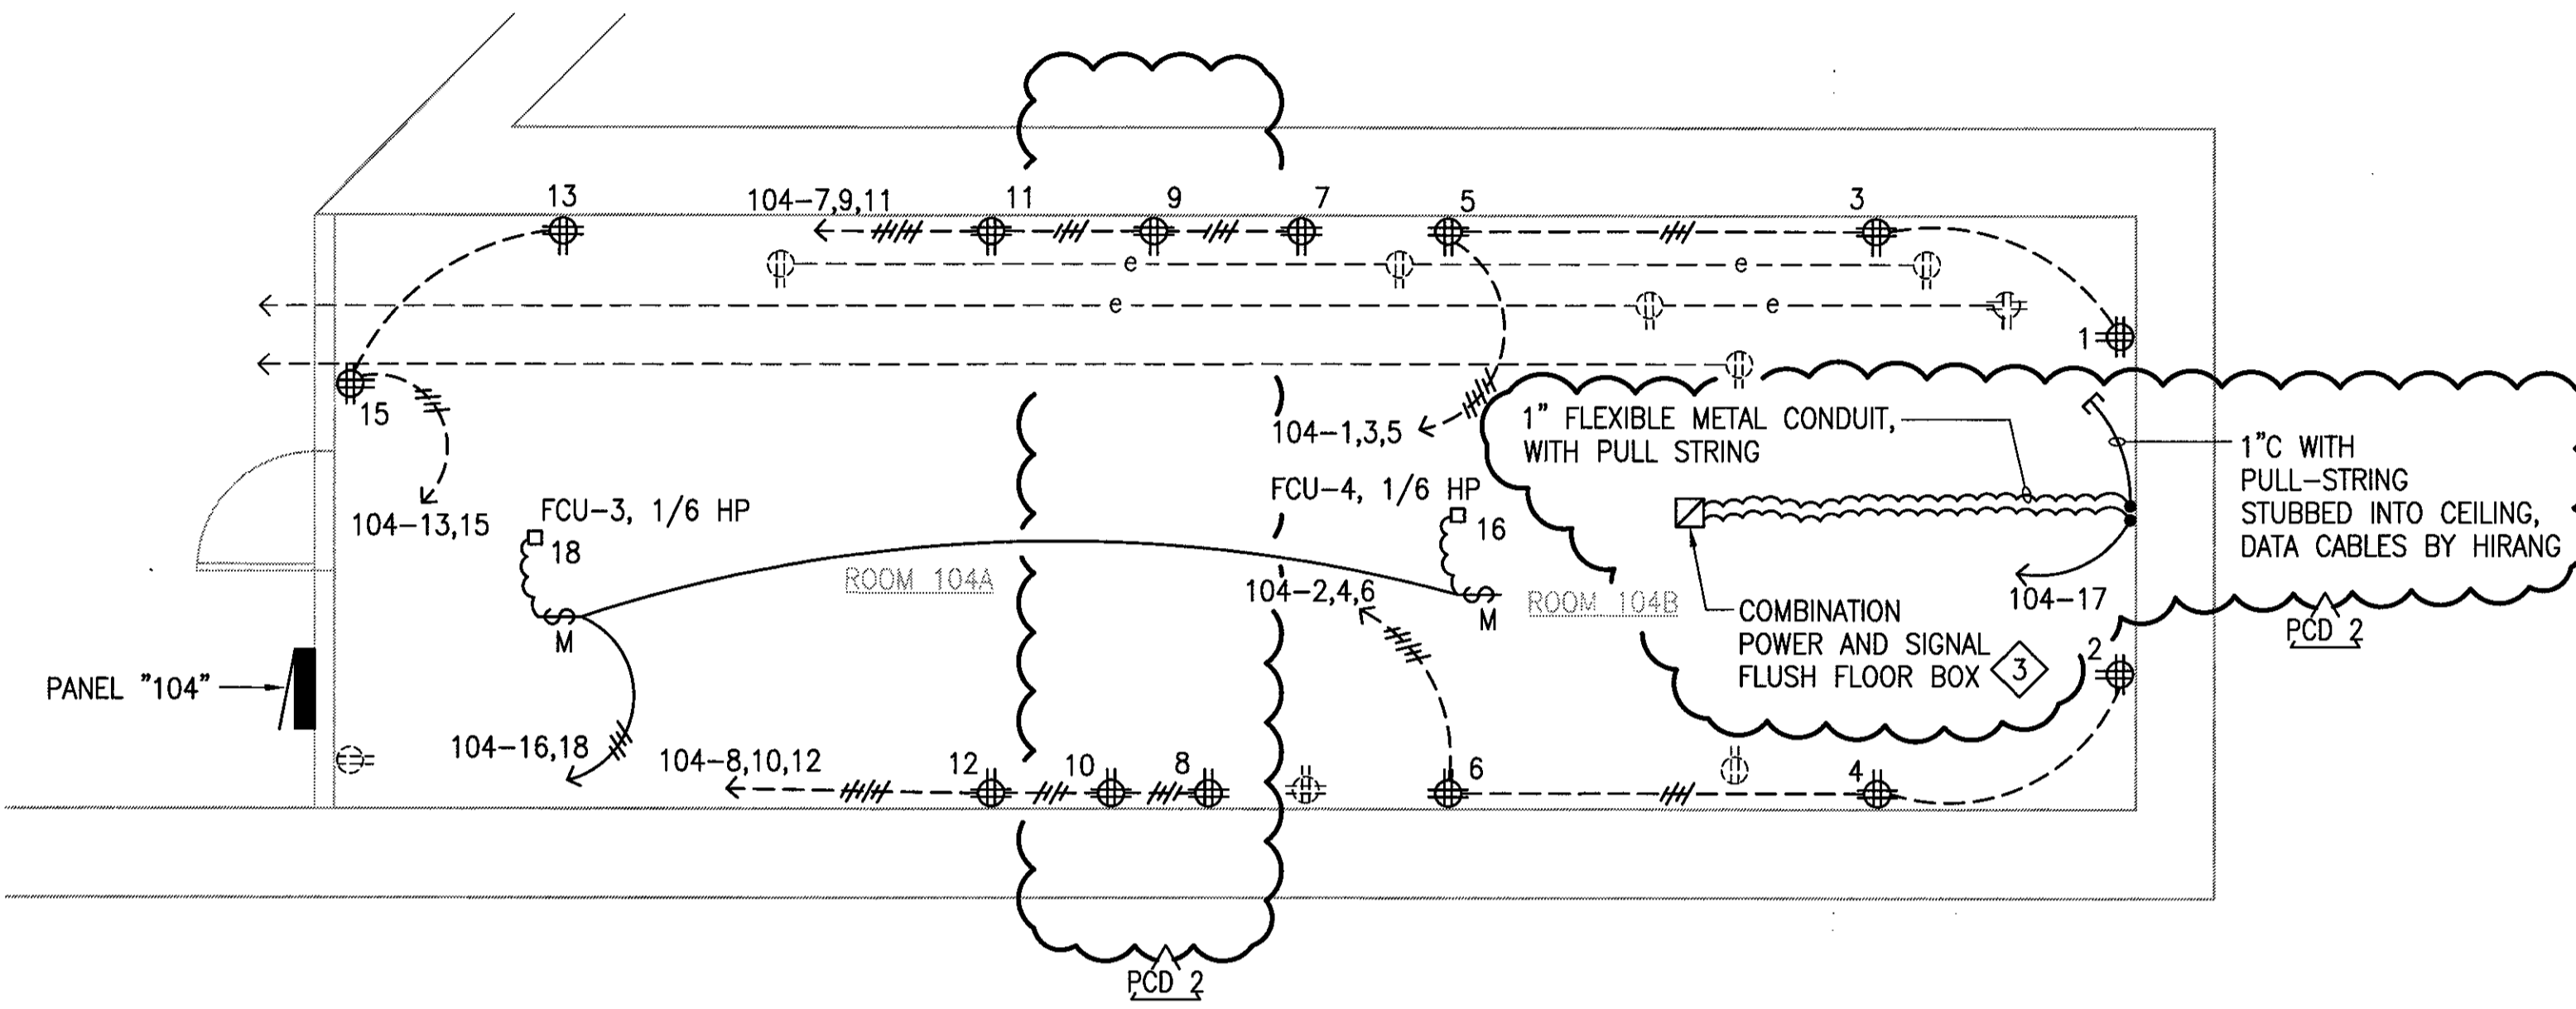 13
104-7,9,11
11
9
7
5
3
e
e
e
e
1
15
104-13,15
104-1,3,5
1" FLEXIBLE METAL CONDUIT,
WITH PULL STRING
1"C WITH
PULL-STRING
STUBBED INTO CEILING,
DATA CABLES BY HIRANG
FCU-3, 1/6 HP
18
FCU-4, 1/6 HP
16
ROOM 104A
104-2,4,6
ROOM 104B
M
M
104-17
COMBINATION
POWER AND SIGNAL
FLUSH FLOOR BOX
3
2
PCD 2
PANEL "104"
104-16,18
104-8,10,12
12
10
8
6
4
PCD 2